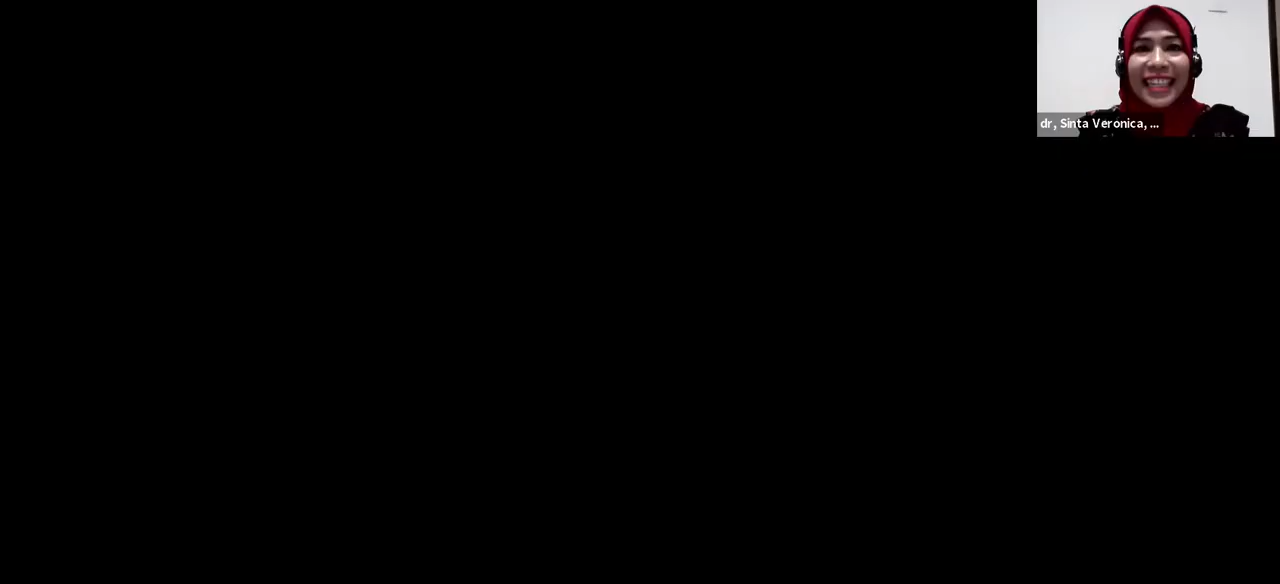 dr, Sinta Veronica, ...